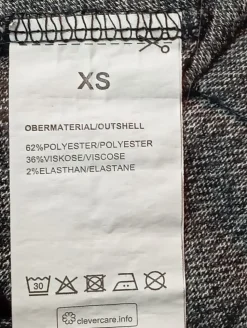 XS
OBERMATERIAL/OUTSHELL
62%POLYESTER/POLYESTER
36%VISKOSE/VISCOSE
2%ELASTHAN/ELASTANE
30
clevercare.info